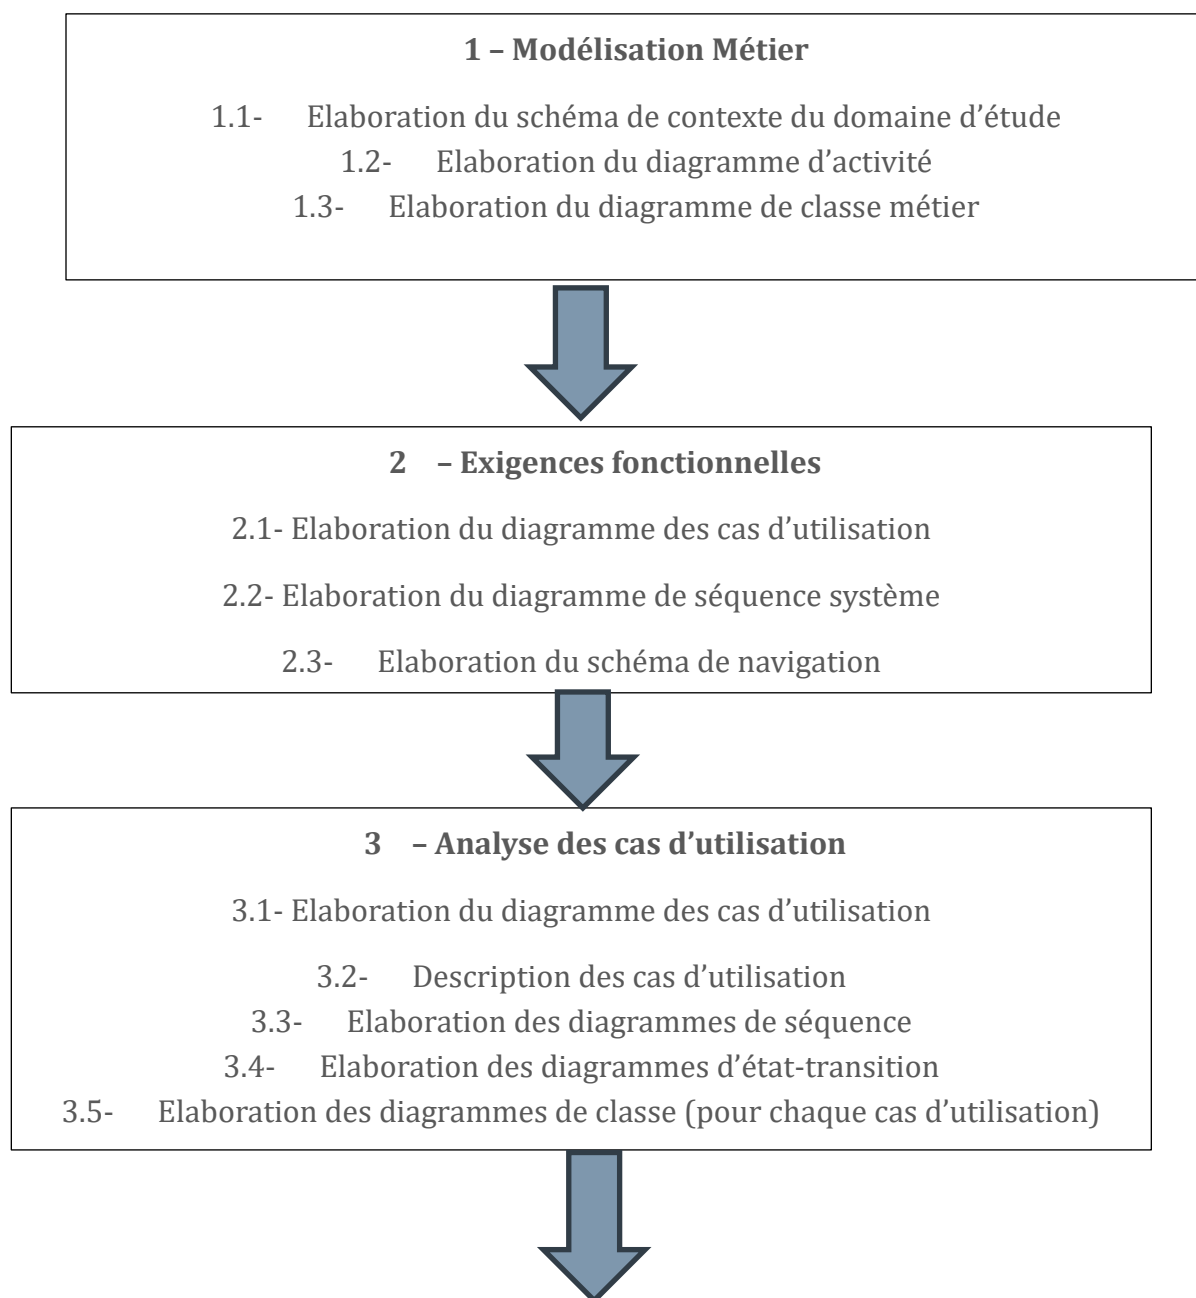 1 – Modélisation Métier
1.1- Elaboration du schéma de contexte du domaine d’étude
1.2- Elaboration du diagramme d’activité
1.3- Elaboration du diagramme de classe métier
2 – Exigences fonctionnelles
2.1- Elaboration du diagramme des cas d’utilisation
2.2- Elaboration du diagramme de séquence système
2.3- Elaboration du schéma de navigation
3 – Analyse des cas d’utilisation
3.1- Elaboration du diagramme des cas d’utilisation
3.2- Description des cas d’utilisation
3.3- Elaboration des diagrammes de séquence
3.4- Elaboration des diagrammes d’état-transition
3.5- Elaboration des diagrammes de classe (pour chaque cas d’utilisation)